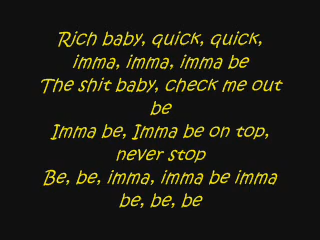 Rich baby, quick, quick,
imma, imma, imma be
The shit baby, check me out
be
Imma be, Imma be on top,
never stop
Be, be, imma, imma be imma
be, be, be